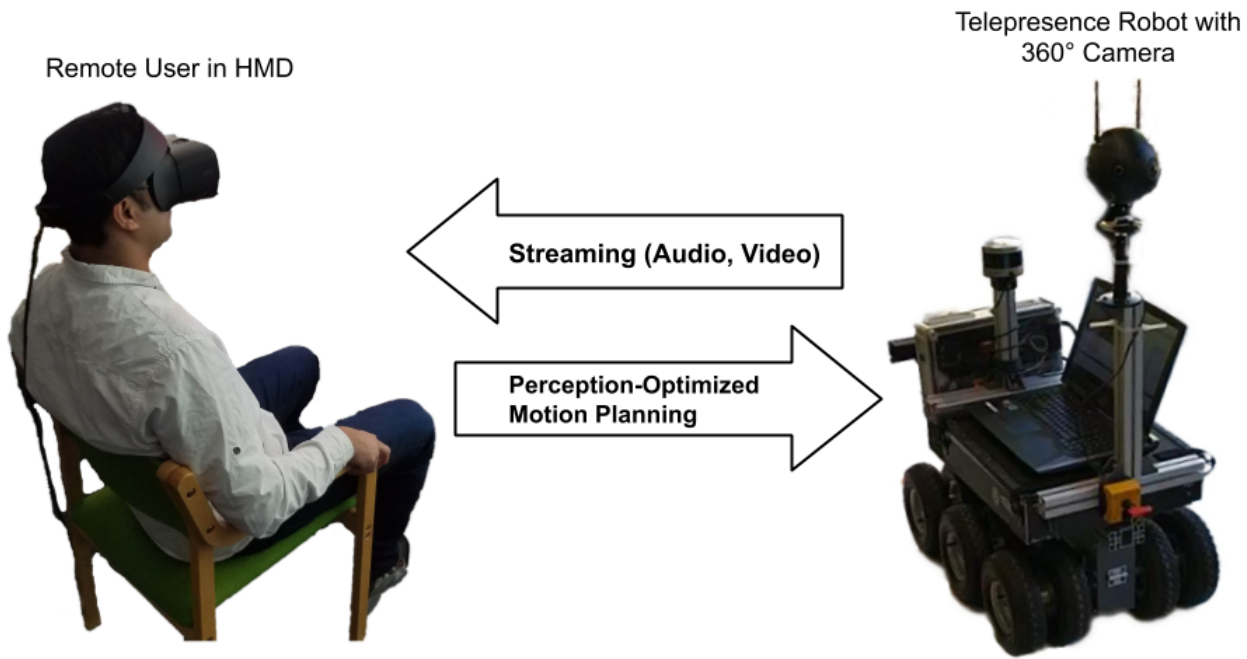 Telepresence Robot with
360° Camera
Remote User in HMD
Streaming (Audio, Video)
Perception-Optimized
Motion Planning